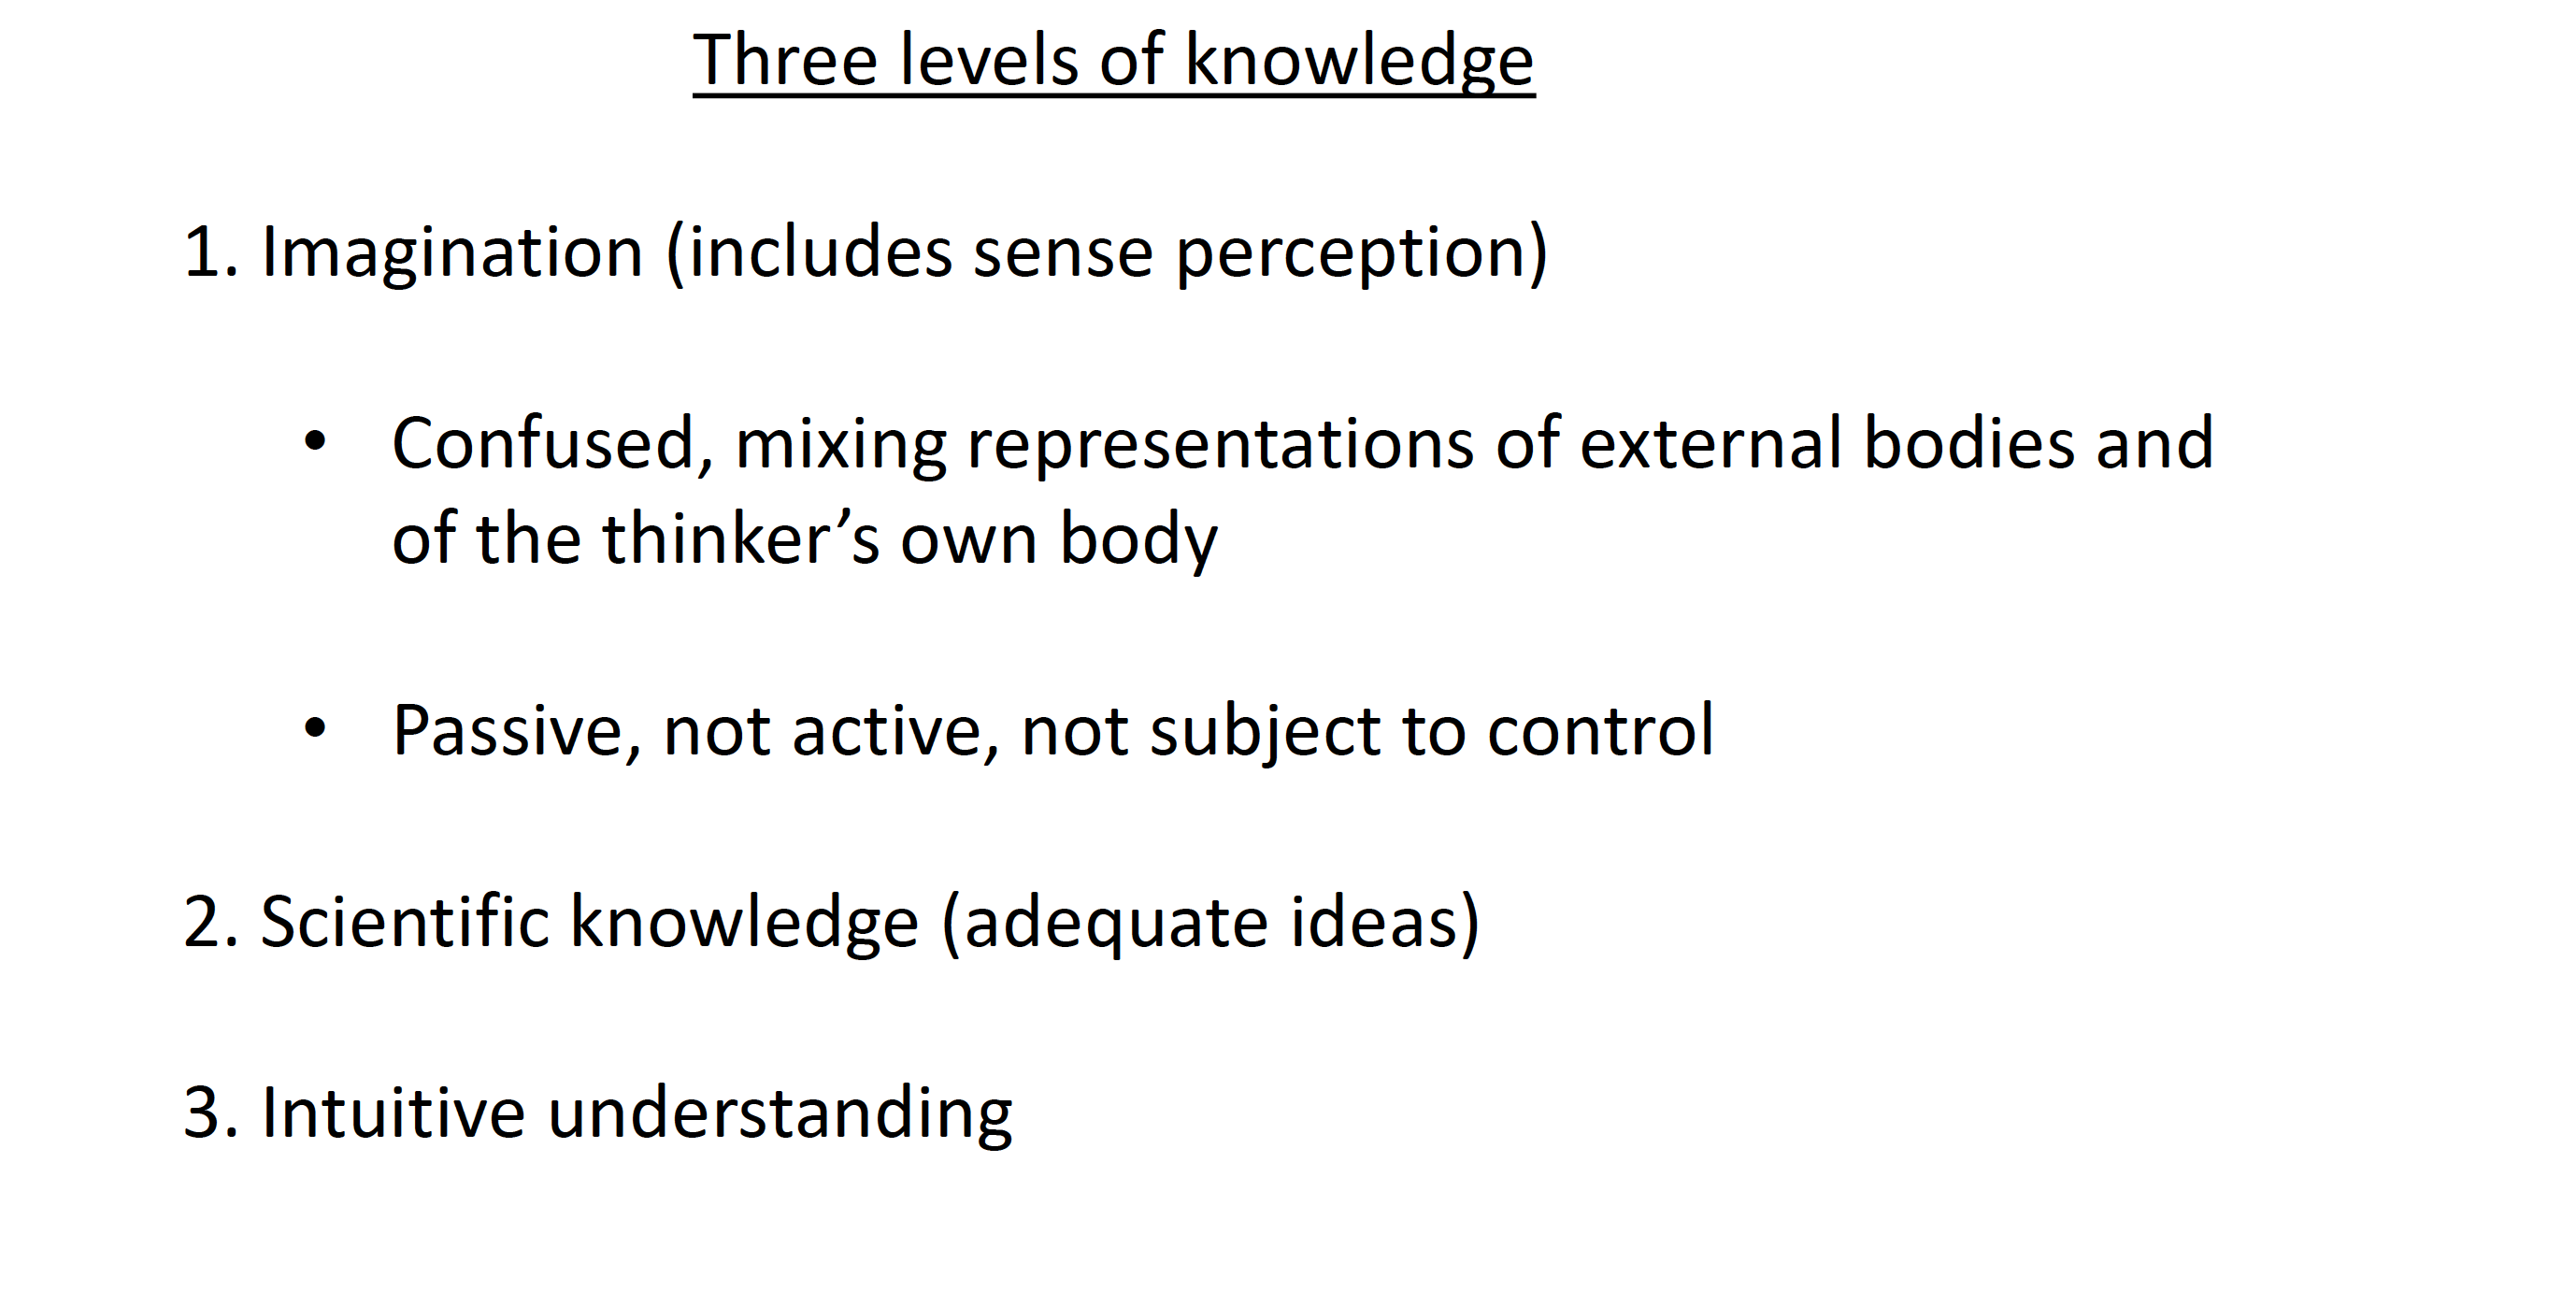 Three levels of knowledge
1. Imagination (includes sense perception)
• Confused, mixing representations of external bodies and
of the thinker’s own body
• Passive, not active, not subject to control
2. Scientific knowledge (adequate ideas)
3. Intuitive understanding